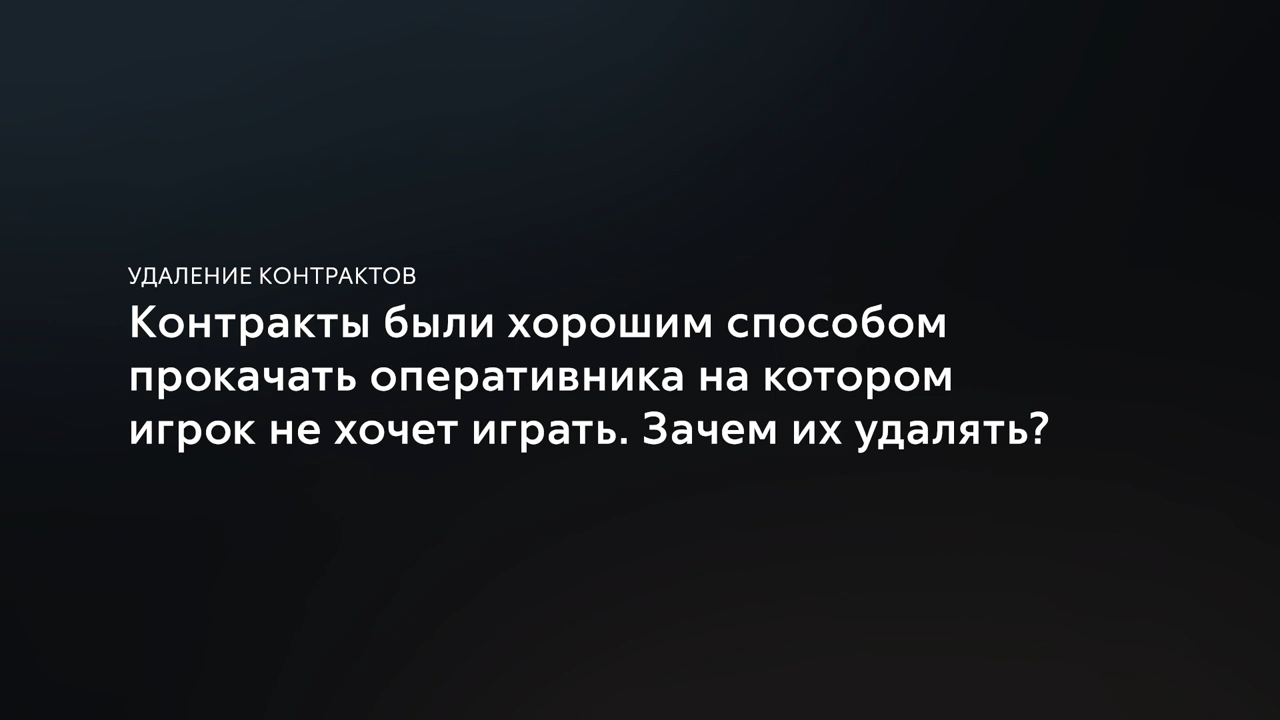 УДАЛЕНИЕ КОНТРАКТОВ
Контракты были хорошим способом
прокачать оперативника на котором
игрок не хочет играть. Зачем их удалять?